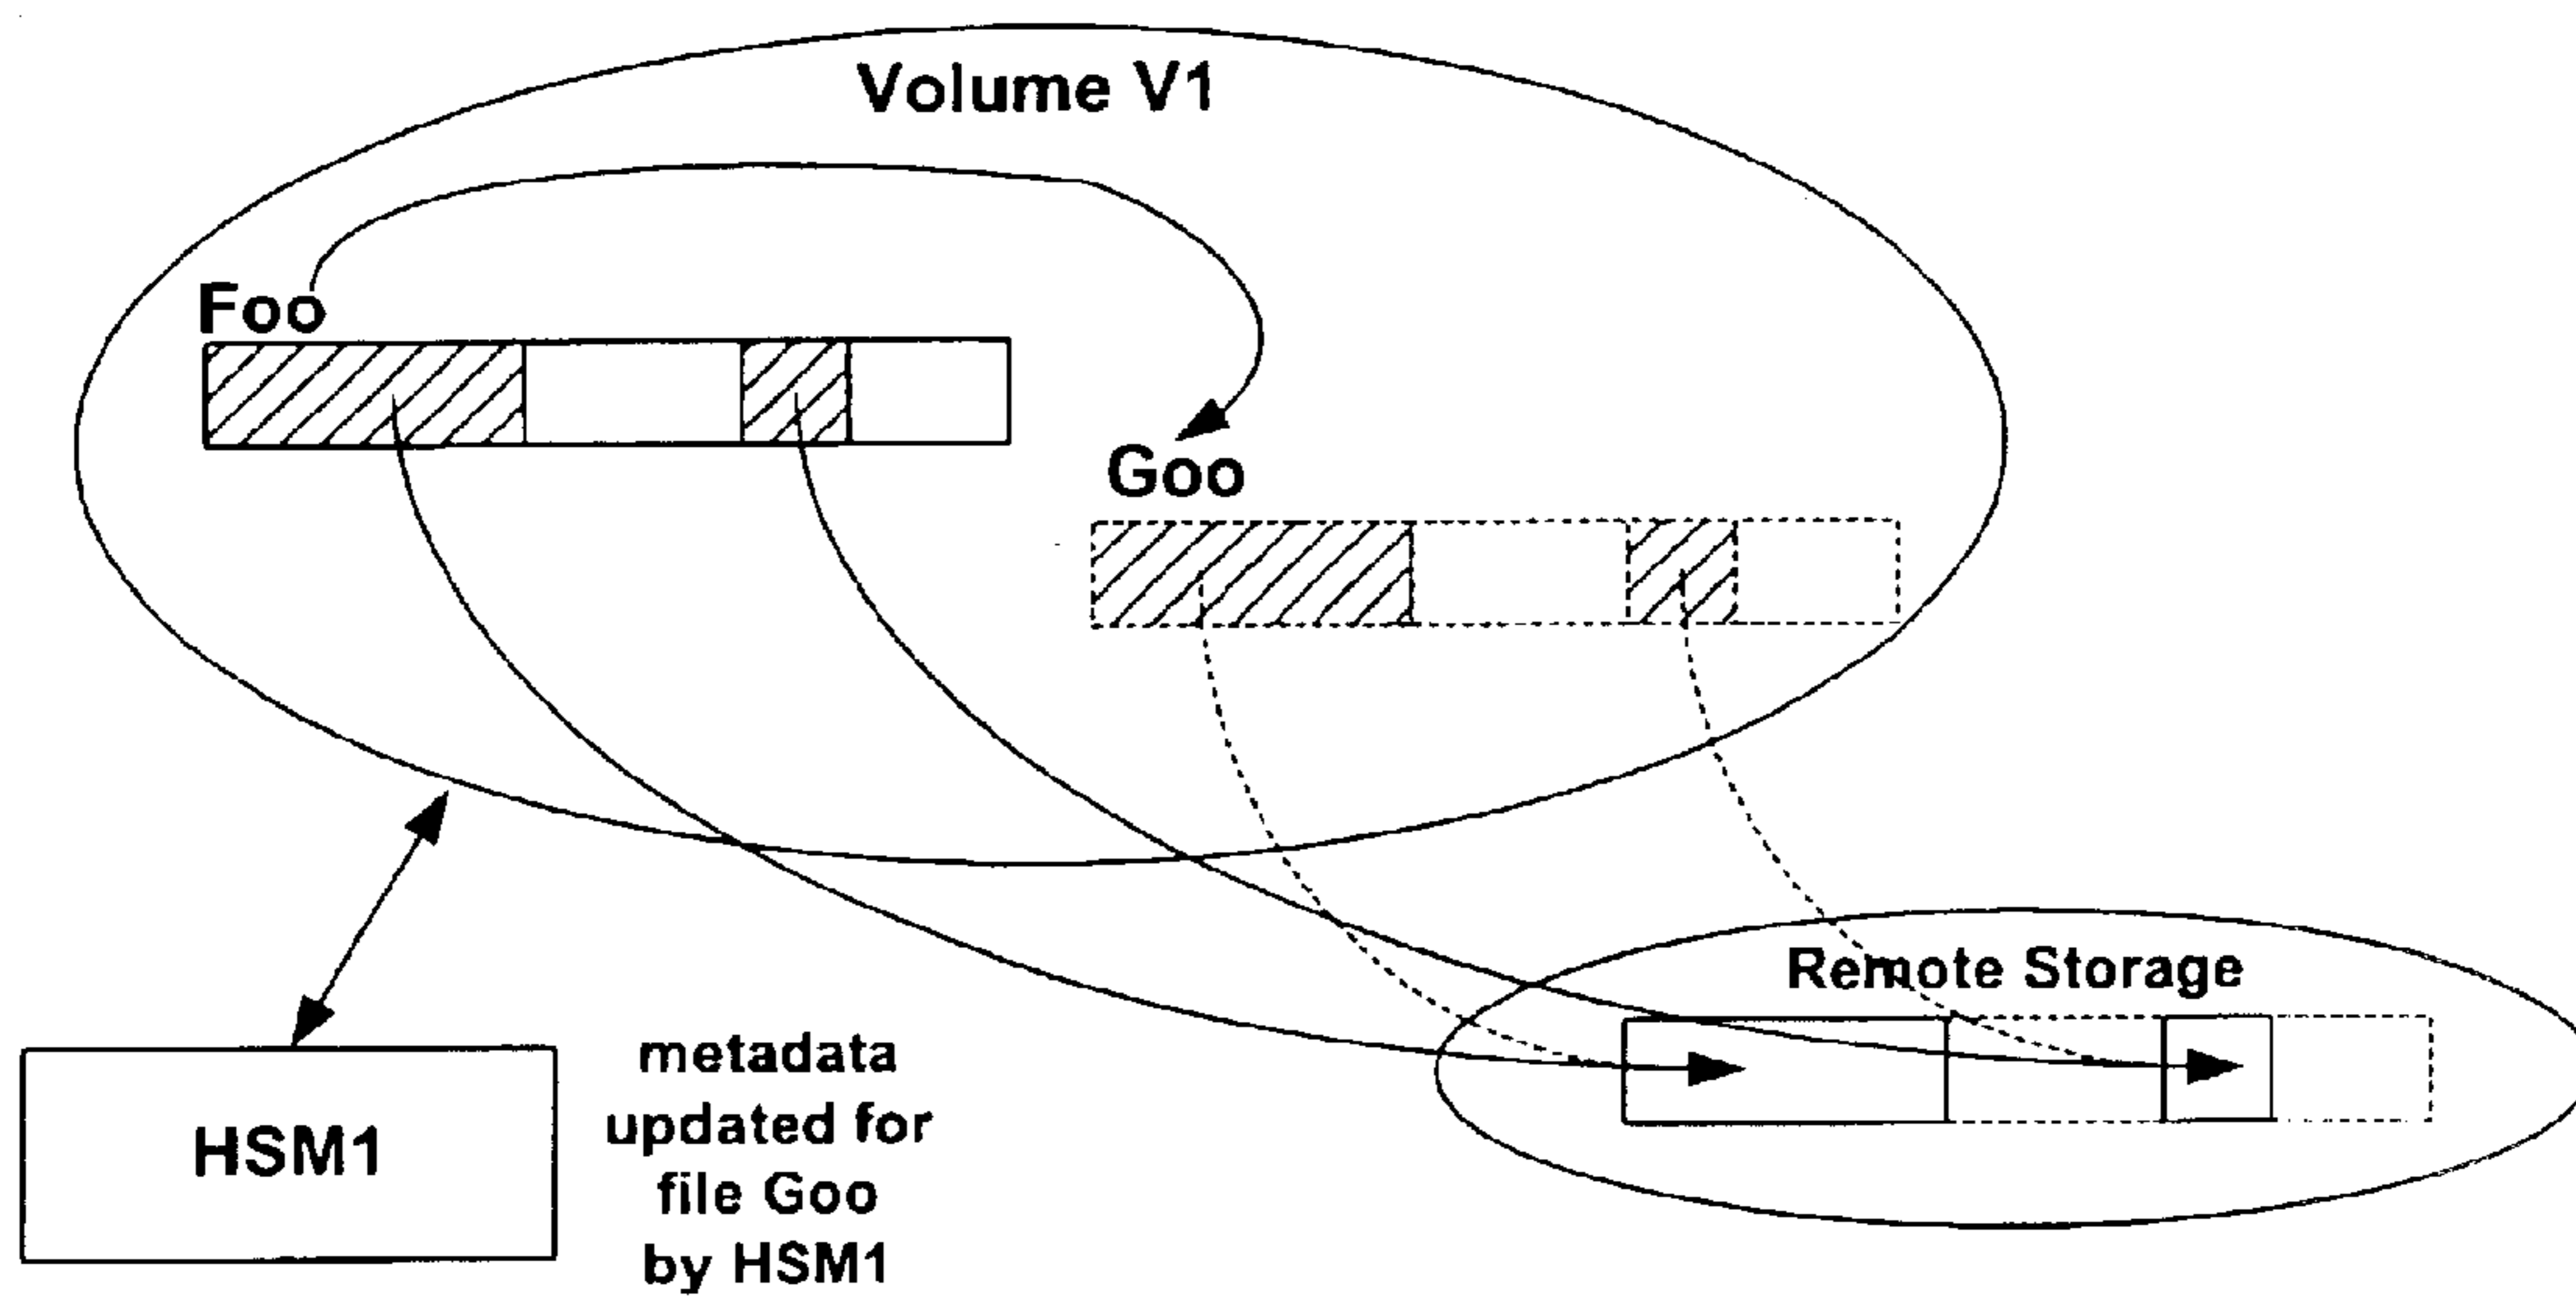 Volume V1
Foo
Goo
Remote Storage
HSM1
metadata
updated for
file Goo
by HSM1